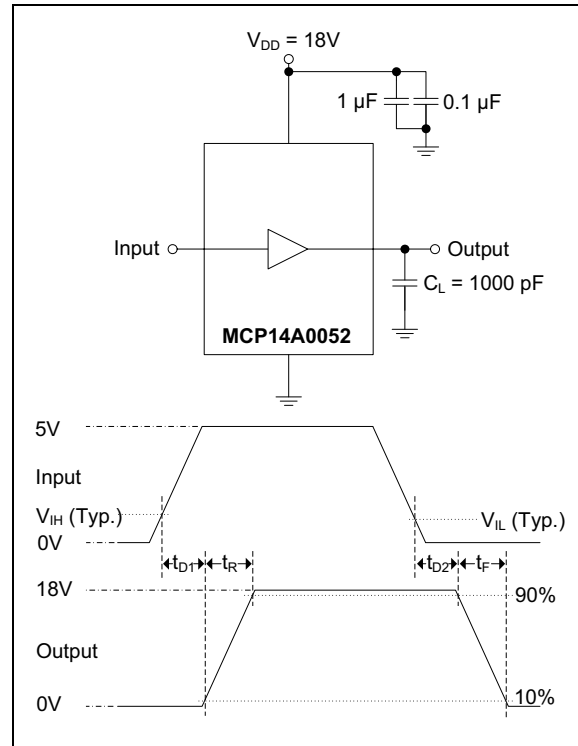 V_DD = 18V
1 µF 0.1 µF
Input Output
C_L = 1000 pF
MCP14A0052
5V
Input
V_IH (Typ.) V_IL (Typ.)
0V
t_D1 t_R t_D2 t_F
18V 90%
Output
0V 10%